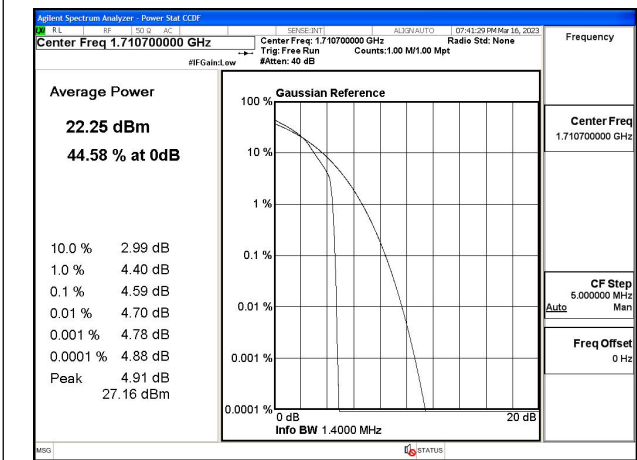 Agilent Spectrum Analyzer - Power Stat CCDF
RL RF 50 Ω AC SENSE:INT ALIGN AUTO 07:41:29 PM Mar 16, 2023
Center Freq 1.710700000 GHz
Center Freq: 1.710700000 GHz Radio Std: None
Trig: Free Run Counts:1.00 M/1.00 Mpt
#IFGain:Low #Atten: 40 dB
Frequency
Average Power
22.25 dBm
44.58 % at 0dB
10.0 % 2.99 dB
1.0 % 4.40 dB
0.1 % 4.59 dB
0.01 % 4.70 dB
0.001 % 4.78 dB
0.0001 % 4.88 dB
Peak 4.91 dB
27.16 dBm
Gaussian Reference
100 %
10 %
1 %
0.1 %
0.01 %
0.001 %
0.0001 %
0 dB 20 dB
Info BW 1.4000 MHz
Center Freq
1.710700000 GHz
CF Step
5.000000 MHz
Auto Man
Freq Offset
0 Hz
MSG STATUS